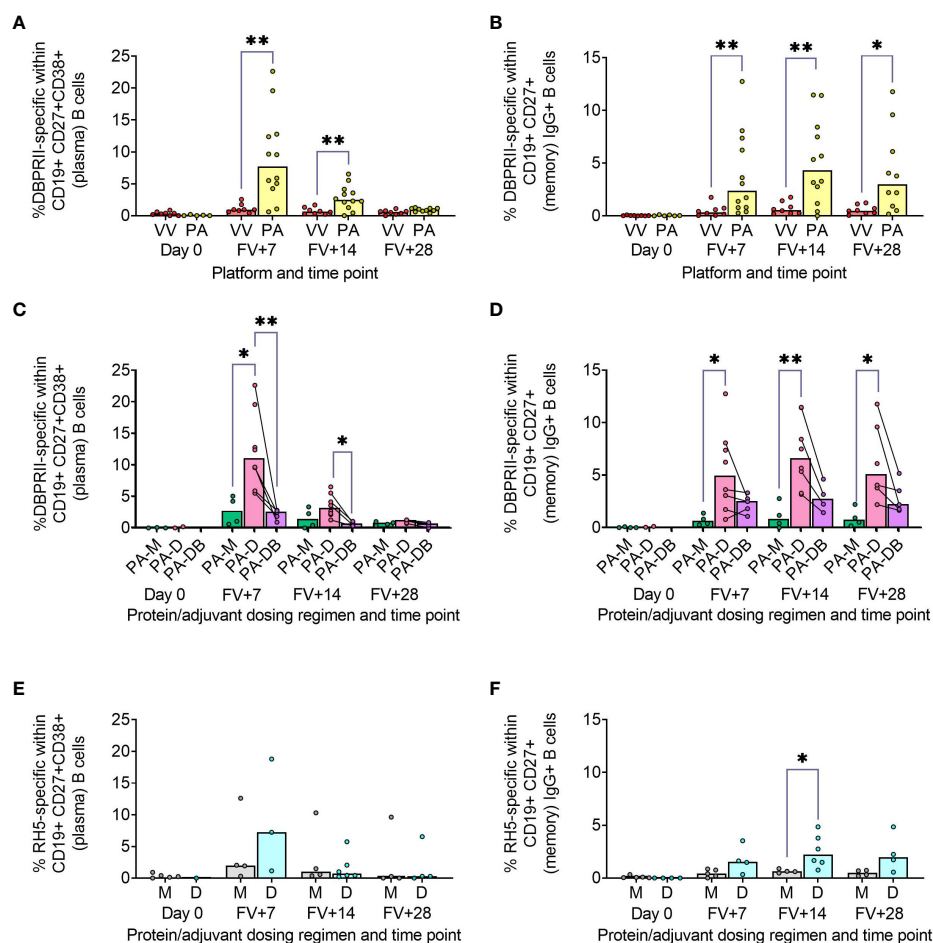 A
%DBPRII-specific within
CD19+ CD27+CD38+
(plasma) B cells
25
20
15
10
5
0
**
**
VV PA VV PA VV PA VV PA
Day 0 FV+7 FV+14 FV+28
Platform and time point
B
% DBPRII-specific within
CD19+ CD27+
(memory) IgG+ B cells
15
10
5
0
**
**
*
VV PA VV PA VV PA VV PA
Day 0 FV+7 FV+14 FV+28
Platform and time point
C
%DBPRII-specific within
CD19+ CD27+CD38+
(plasma) B cells
25
20
15
10
5
0
**
*
*
PA-M PA-D PA-DB PA-M PA-D PA-DB PA-M PA-D PA-DB PA-M PA-D PA-DB
Day 0 FV+7 FV+14 FV+28
Protein/adjuvant dosing regimen and time point
D
% DBPRII-specific within
CD19+ CD27+
(memory) IgG+ B cells
15
10
5
0
*
**
*
PA-M PA-D PA-DB PA-M PA-D PA-DB PA-M PA-D PA-DB PA-M PA-D PA-DB
Day 0 FV+7 FV+14 FV+28
Protein/adjuvant dosing regimen and time point
E
% RH5-specific within
CD19+ CD27+CD38+
(plasma) B cells
25
20
15
10
5
0
M D M D M D M D
Day 0 FV+7 FV+14 FV+28
Protein/adjuvant dosing regimen and time point
F
% RH5-specific within
CD19+ CD27+
(memory) IgG+ B cells
15
10
5
0
*
M D M D M D M D
Day 0 FV+7 FV+14 FV+28
Protein/adjuvant dosing regimen and time point